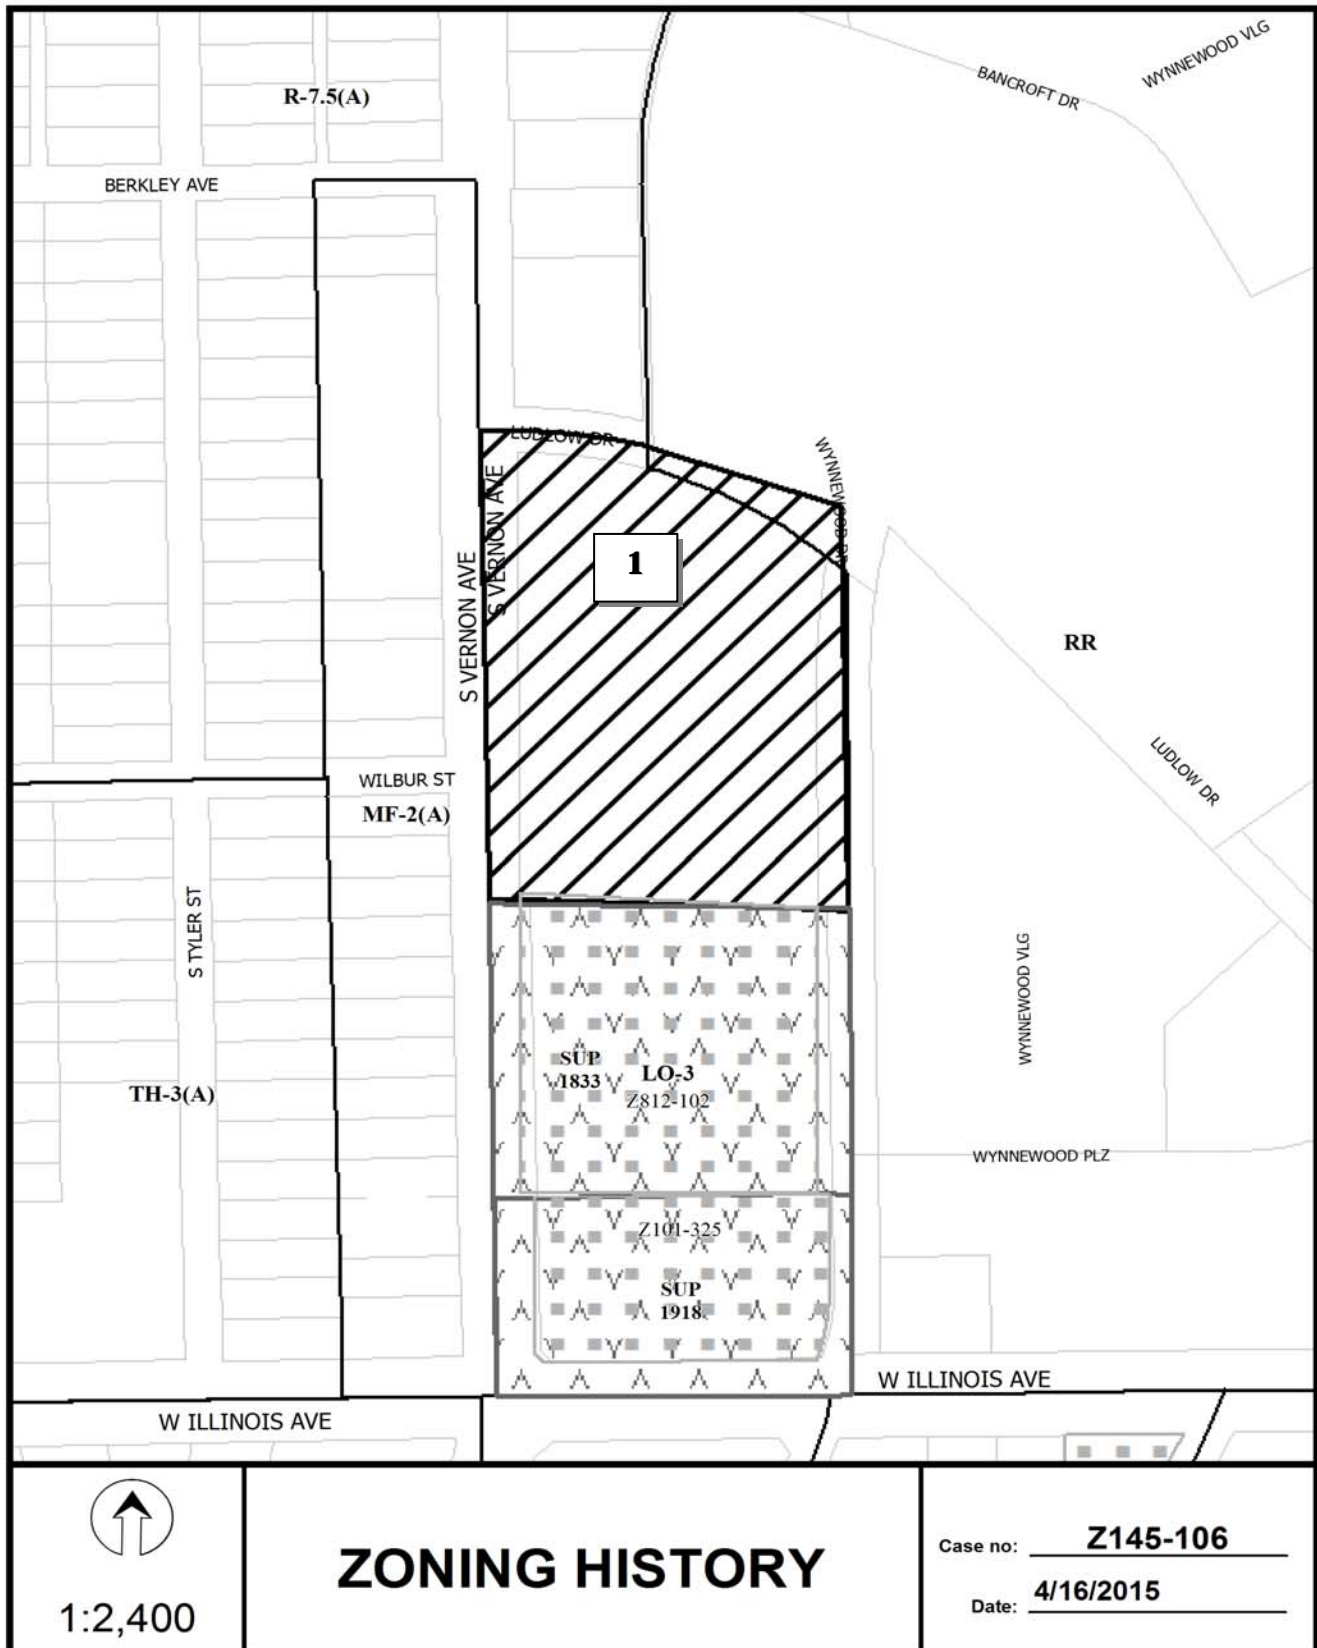 WYNNEWOOD VLG
BANCROFT DR
R-7.5(A)
BERKLEY AVE
LUDLOW DR
WYNNEWOOD DR
S VERNON AVE
S VERNON AVE
1
RR
LUDLOW DR
WILBUR ST
MF-2(A)
S TYLER ST
WYNNEWOOD VLG
SUP
1833
LO-3
Z812-102
TH-3(A)
WYNNEWOOD PLZ
Z101-325
SUP
1918
W ILLINOIS AVE
W ILLINOIS AVE
1:2,400
ZONING HISTORY
Case no: Z145-106
Date: 4/16/2015